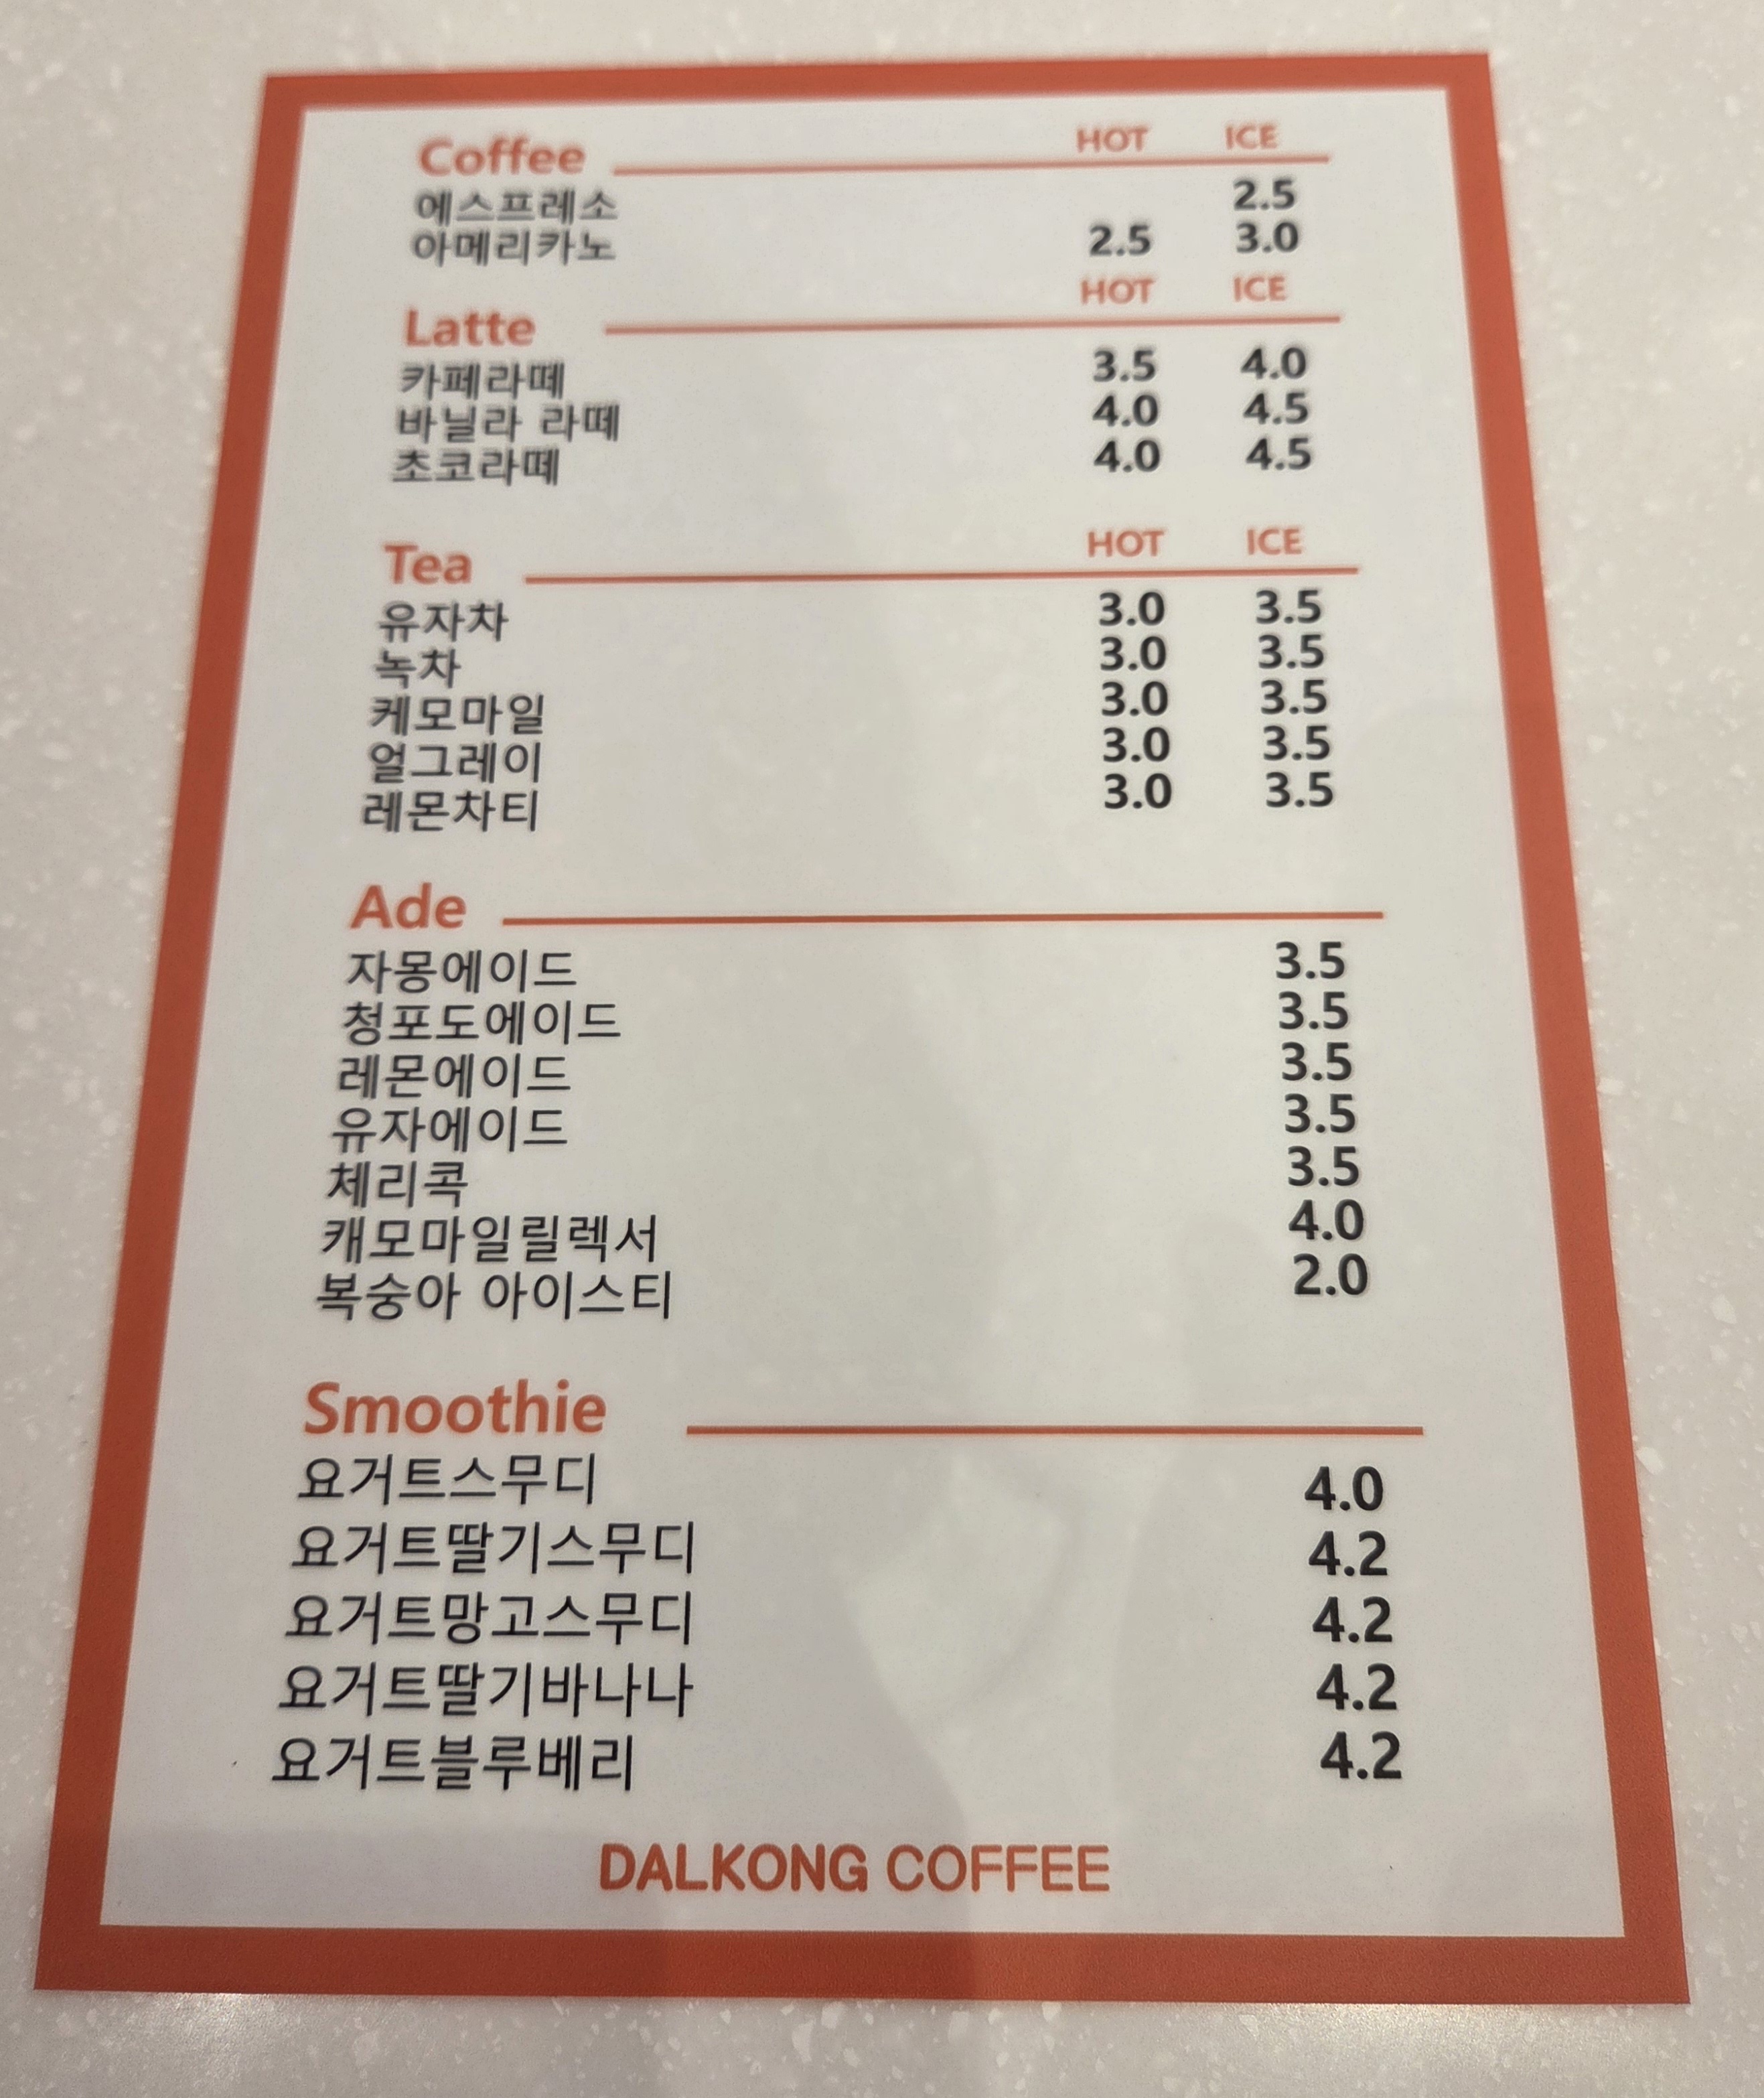 Coffee HOT ICE
에스프레소 2.5
아메리카노 2.5 3.0
Latte HOT ICE
카페라떼 3.5 4.0
바닐라 라떼 4.0 4.5
초코라떼 4.0 4.5
Tea HOT ICE
유자차 3.0 3.5
녹차 3.0 3.5
케모마일 3.0 3.5
얼그레이 3.0 3.5
레몬차티 3.0 3.5
Ade
자몽에이드 3.5
청포도에이드 3.5
레몬에이드 3.5
유자에이드 3.5
체리콕 3.5
캐모마일릴렉서 4.0
복숭아 아이스티 2.0
Smoothie
요거트스무디 4.0
요거트딸기스무디 4.2
요거트망고스무디 4.2
요거트딸기바나나 4.2
요거트블루베리 4.2
DALKONG COFFEE